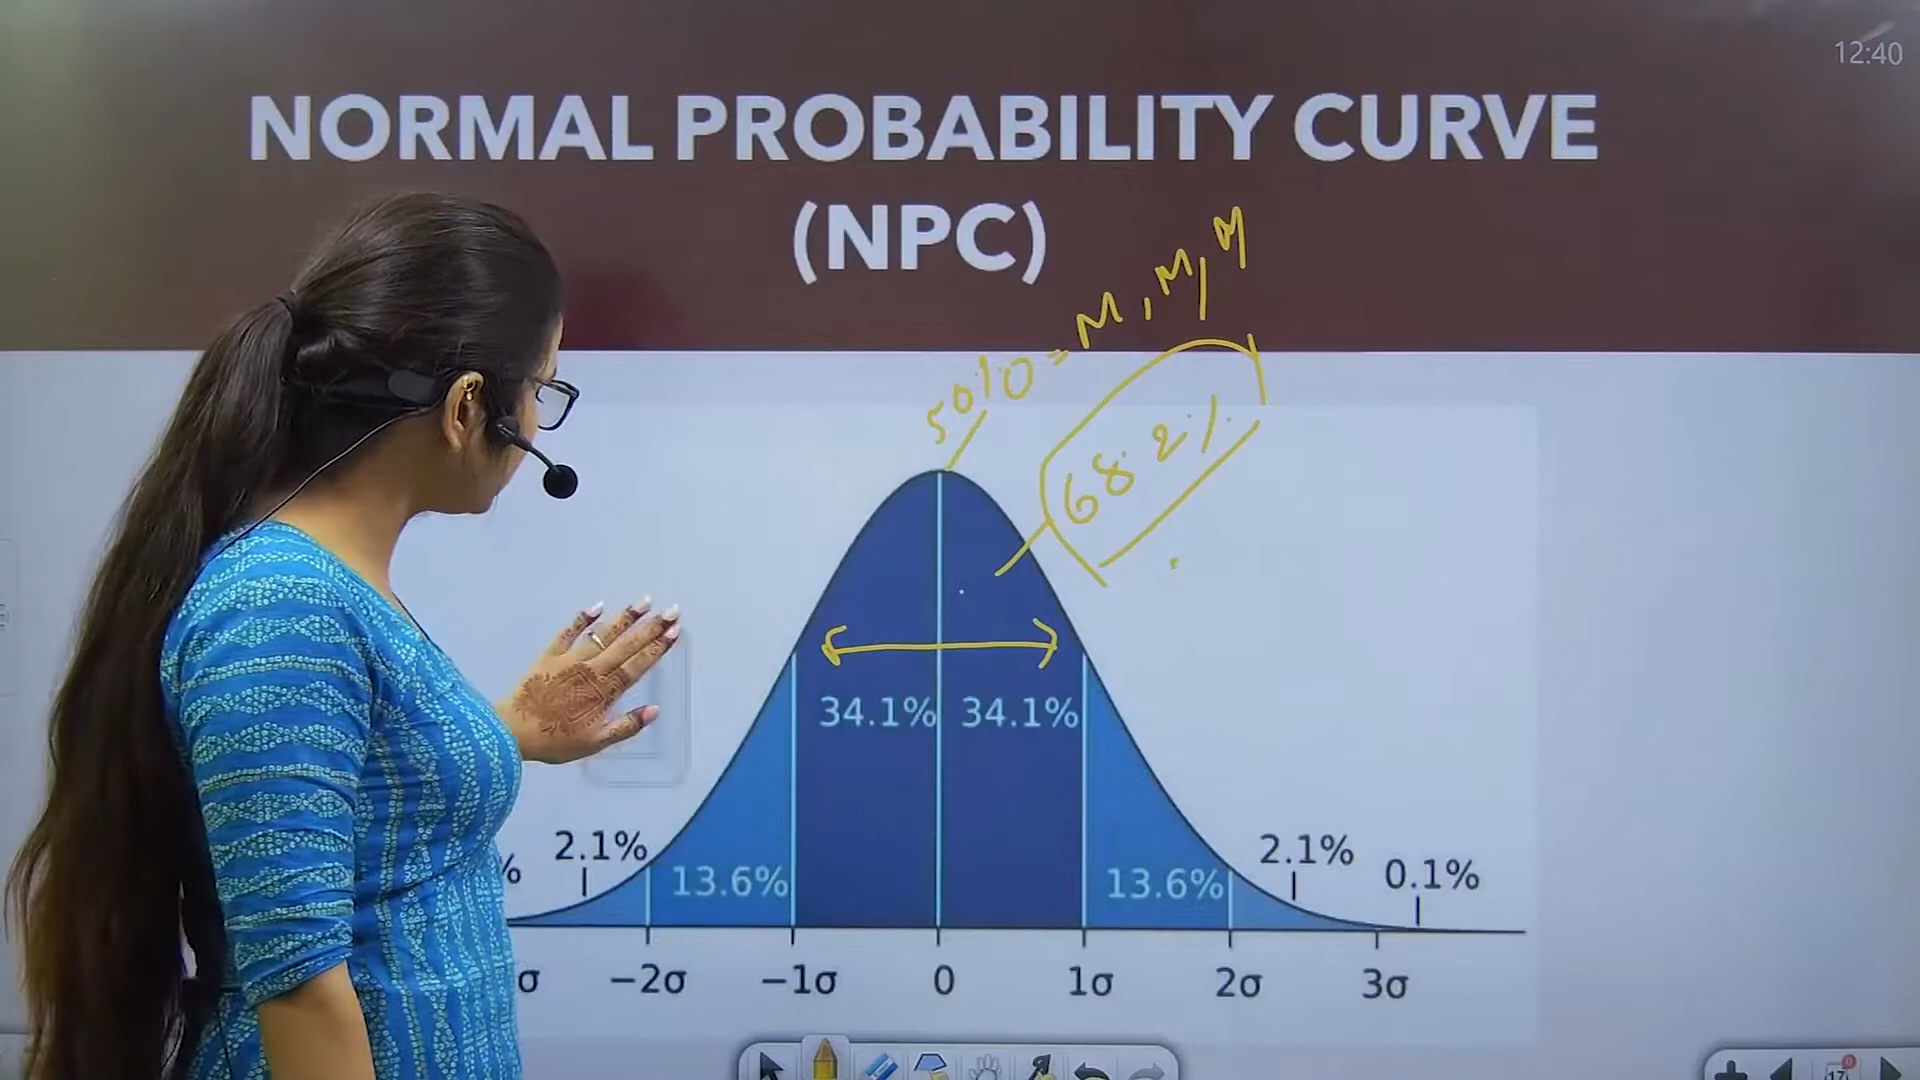 12:40
NORMAL PROBABILITY CURVE
(NPC)
50% = M, M, M
68.2%
34.1% 34.1%
% 2.1% 13.6% 13.6% 2.1% 0.1%
σ −2σ −1σ 0 1σ 2σ 3σ
17